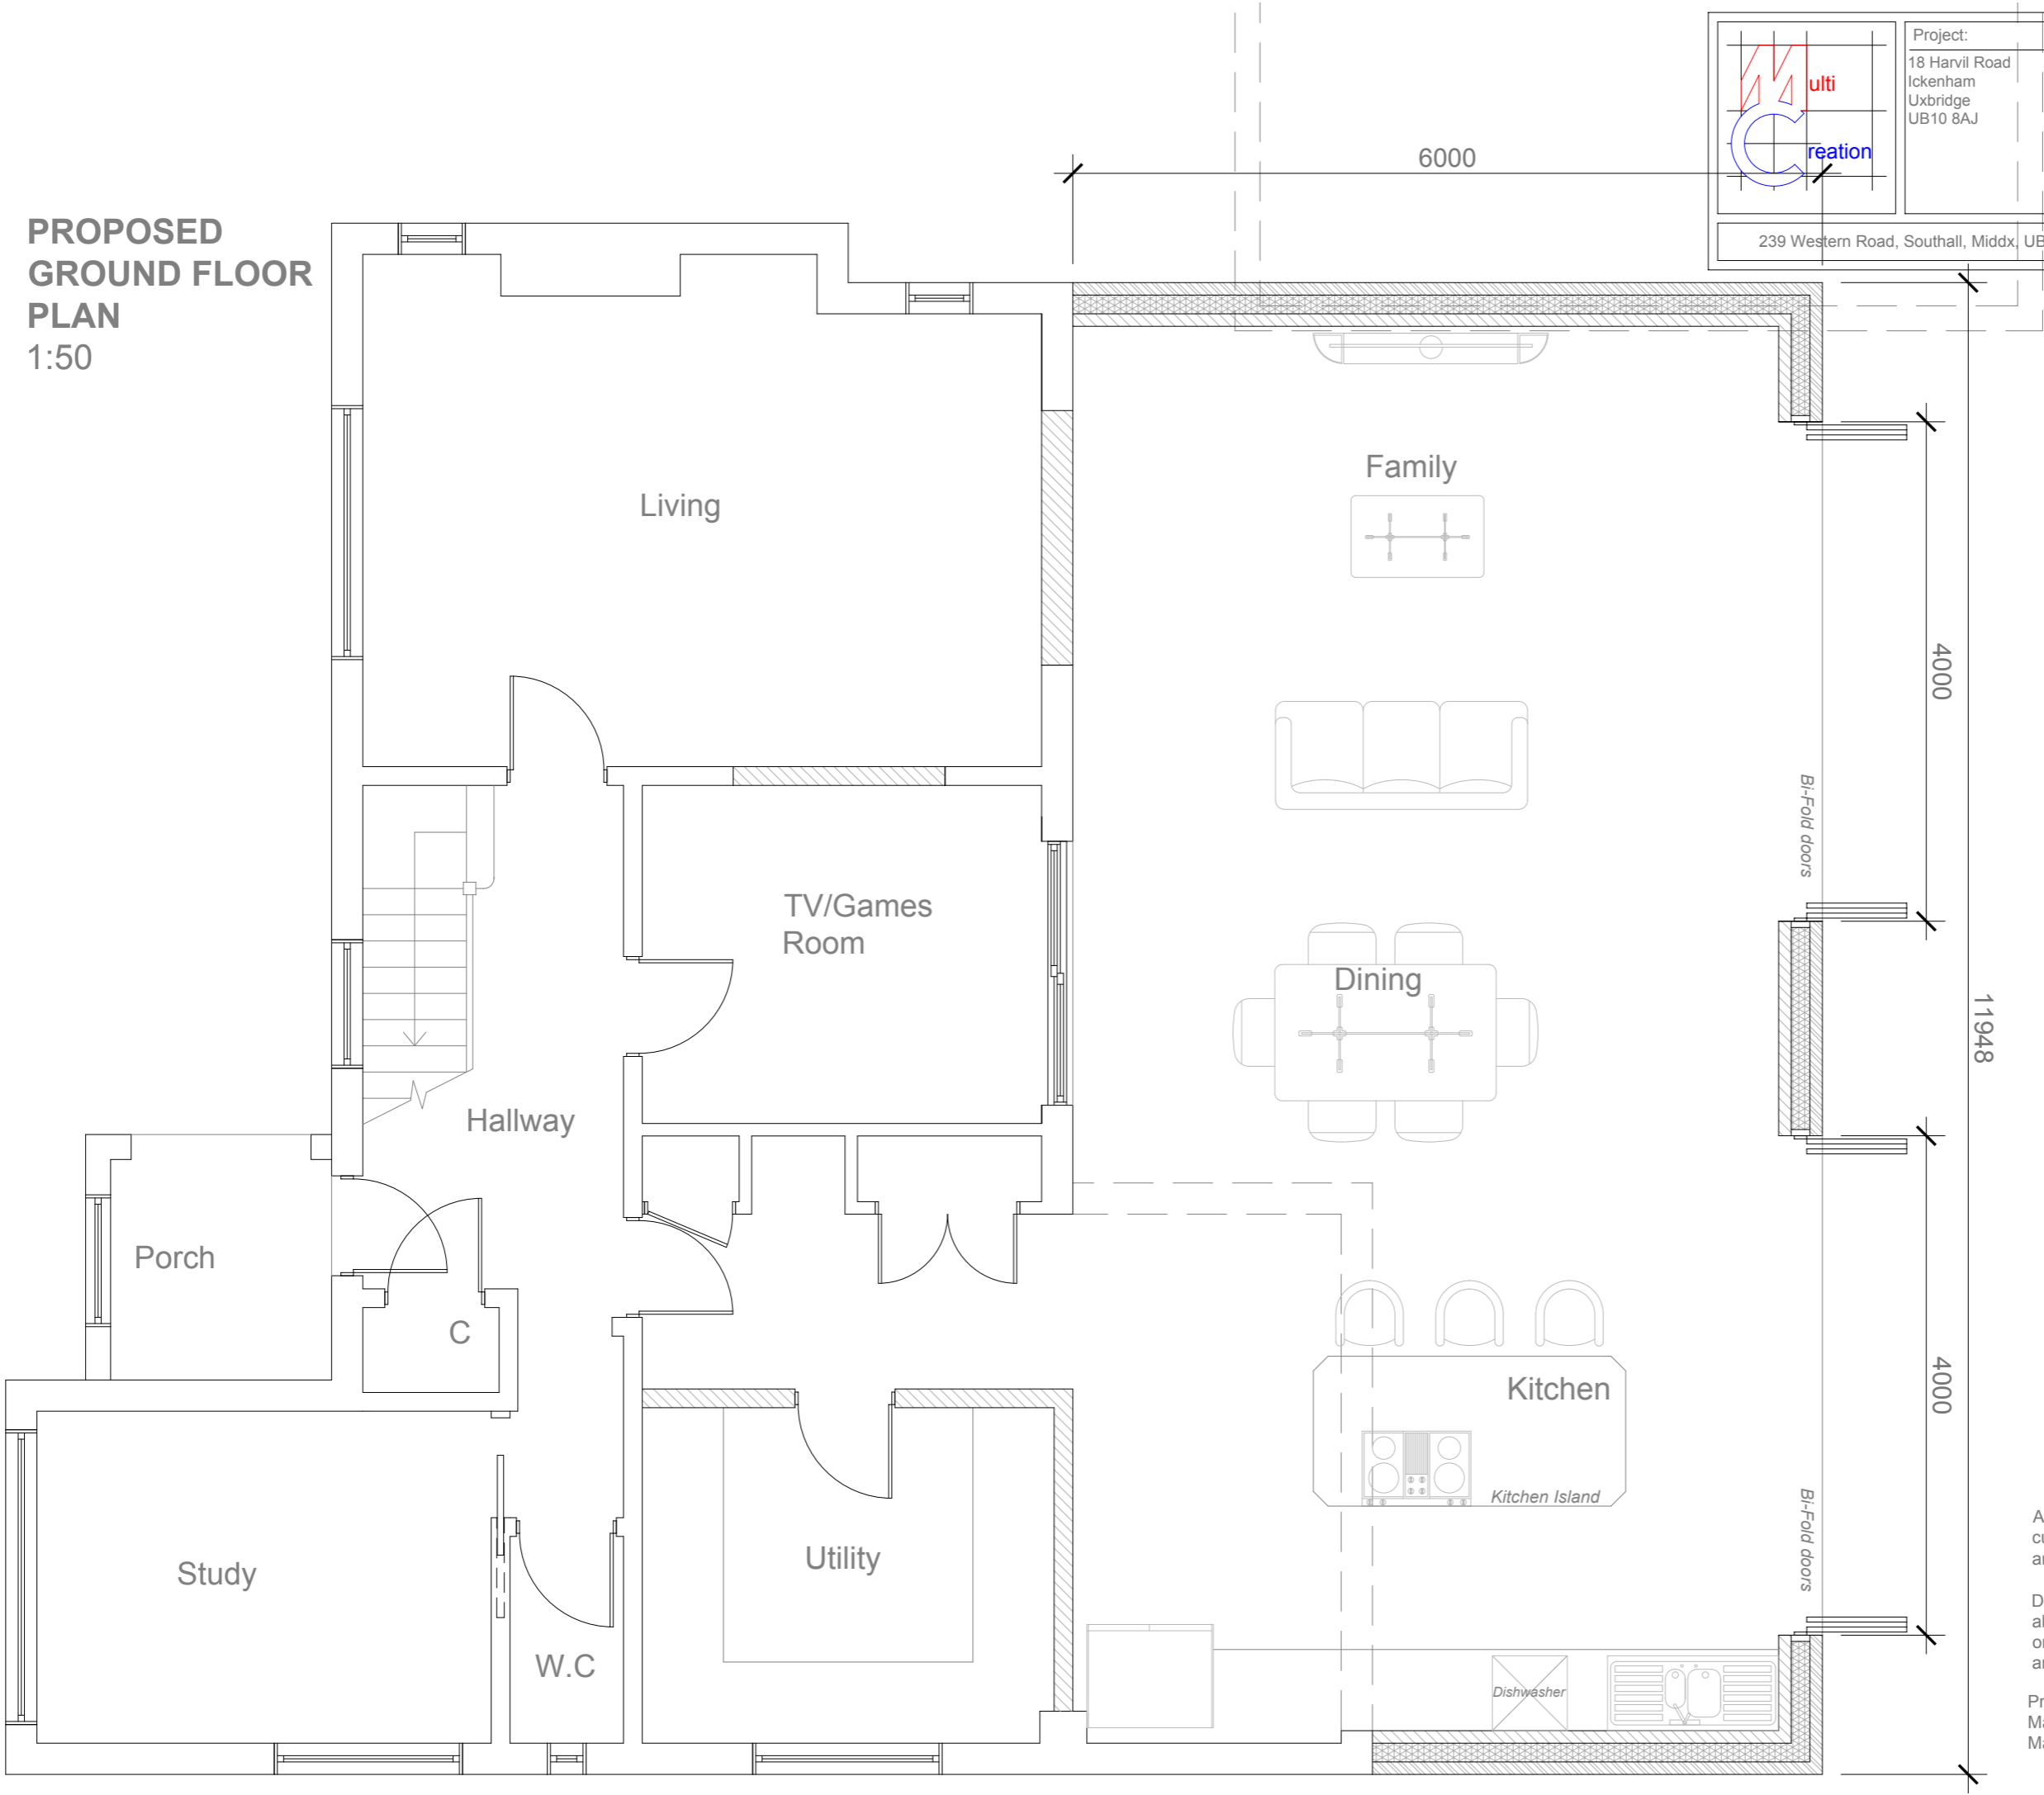 PROPOSED
GROUND FLOOR
PLAN
1:50
ulti
reation
Project:
18 Harvil Road
Ickenham
Uxbridge
UB10 8AJ
239 Western Road, Southall, Middx, UB
6000
Family
Living
4000
Bi-Fold doors
TV/Games
Room
Dining
11948
Hallway
Porch
C
Kitchen
4000
Kitchen Island
Bi-Fold doors
Study
Utility
W.C
Dishwasher